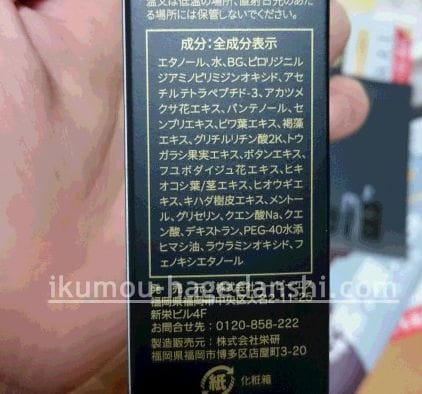 温又は低温の場所、直射日光のあた
る場所には保管しないでください。
成分:全成分表示
エタノール、水、BG、ピロリジニル
ジアミノピリミジンオキシド、アセ
チルテトラペプチド-3、アカツメ
クサ花エキス、パンテノール、セ
ンブリエキス、ビワ葉エキス、褐藻
エキス、グリチルリチン酸2K、トウ
ガラシ果実エキス、ボタンエキス、
フユボダイジュ花エキス、ヒキ
オコシ葉/茎エキス、ヒオウギエ
キス、キハダ樹皮エキス、メント
ール、グリセリン、クエン酸Na、クエ
ン酸、デキストラン、PEG-40水添
ヒマシ油、ラウラミンオキシド、フ
ェノキシエタノール
発売元:株式会社
ikumou-hagedanshi.com
福岡県福岡市中央区大名2-11-25
新栄ビル4F
お問合せ先:0120-858-222
製造販売元:株式会社栄研
福岡県福岡市博多区店屋町3-20
紙 化粧箱